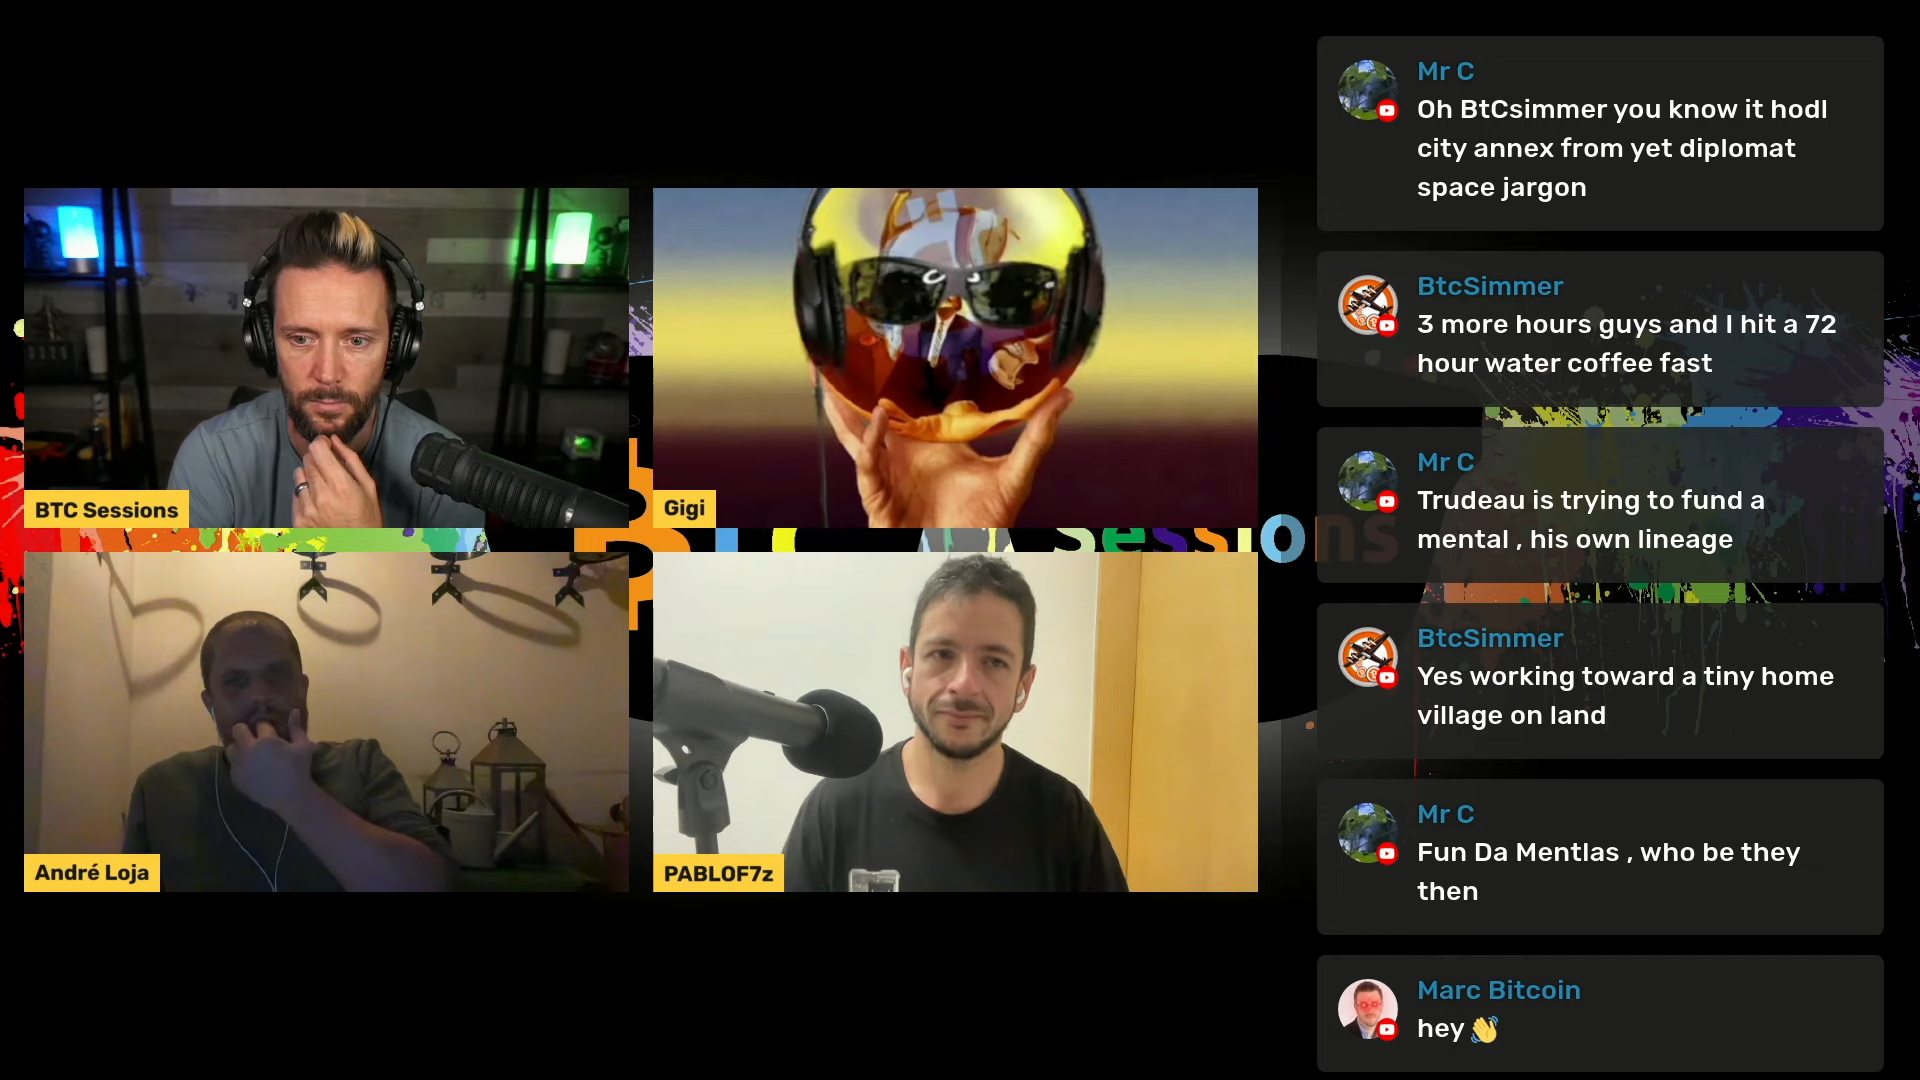 BTC Sessions
Gigi
André Loja
PABLOF7z
Sessions
Mr C
Oh BtCsimmer you know it hodl
city annex from yet diplomat
space jargon
BtcSimmer
3 more hours guys and I hit a 72
hour water coffee fast
Mr C
Trudeau is trying to fund a
mental , his own lineage
BtcSimmer
Yes working toward a tiny home
village on land
Mr C
Fun Da Mentlas , who be they
then
Marc Bitcoin
hey 👋